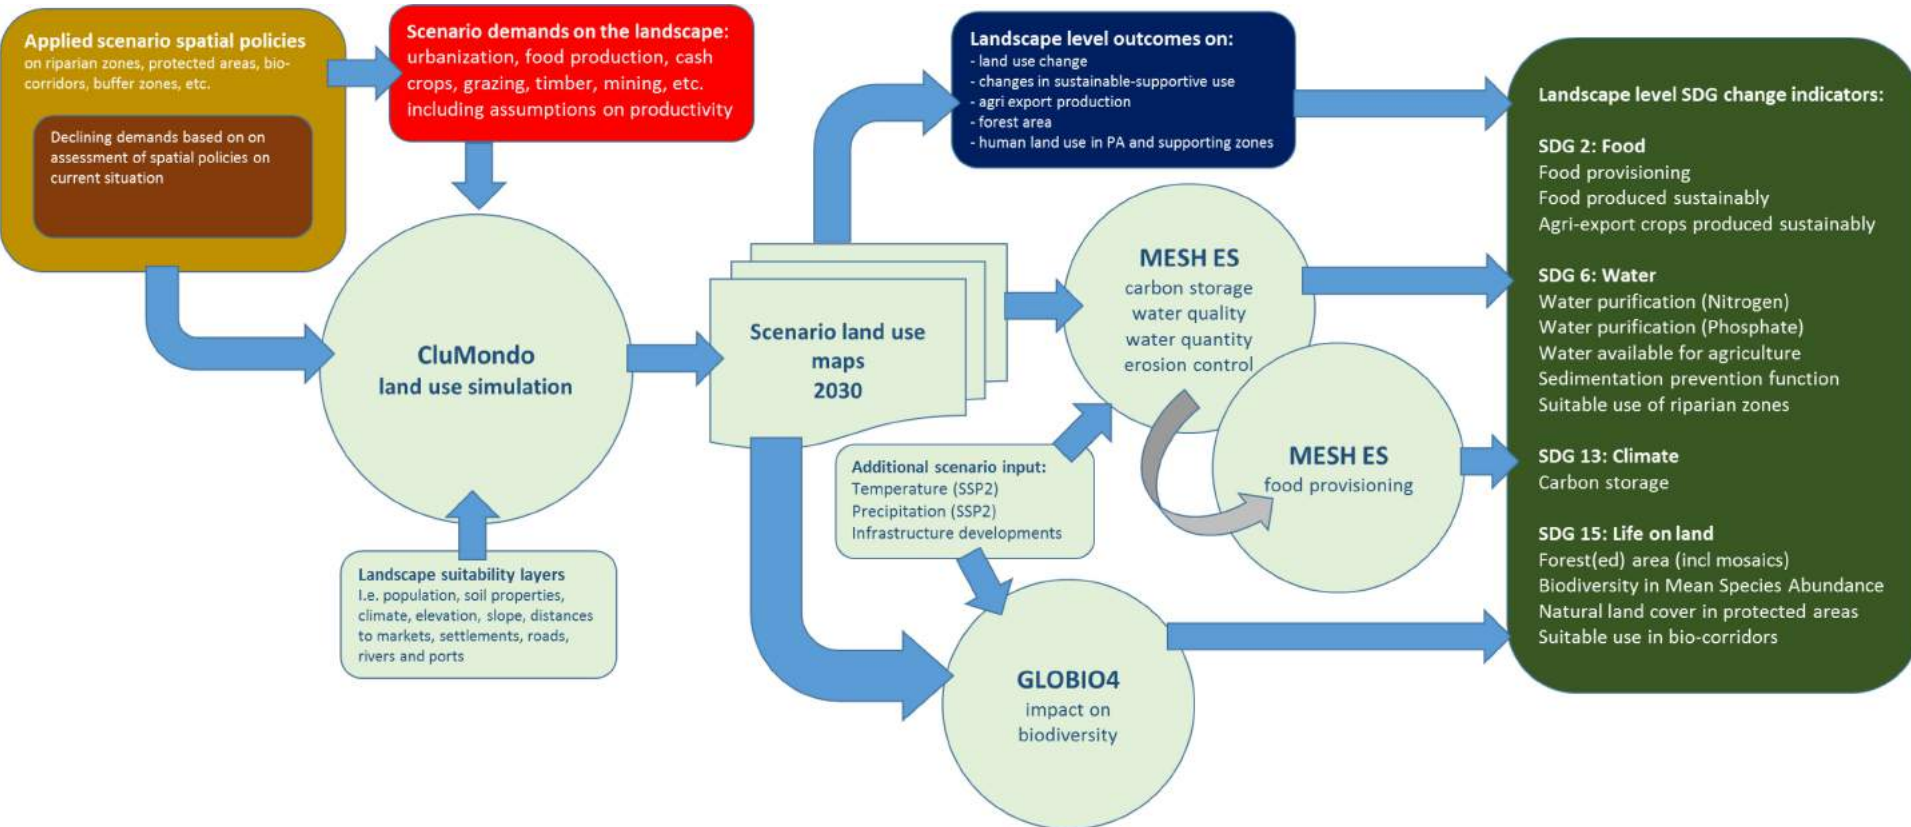 Applied scenario spatial policies
on riparian zones, protected areas, bio-
corridors, buffer zones, etc.
Declining demands based on on
assessment of spatial policies on
current situation
Scenario demands on the landscape:
urbanization, food production, cash
crops, grazing, timber, mining, etc.
including assumptions on productivity
CluMondo
land use simulation
Landscape suitability layers
I.e. population, soil properties,
climate, elevation, slope, distances
to markets, settlements, roads,
rivers and ports
Scenario land use
maps
2030
Landscape level outcomes on:
- land use change
- changes in sustainable-supportive use
- agri export production
- forest area
- human land use in PA and supporting zones
MESH ES
carbon storage
water quality
water quantity
erosion control
MESH ES
food provisioning
Additional scenario input:
Temperature (SSP2)
Precipitation (SSP2)
Infrastructure developments
GLOBIO4
impact on
biodiversity
Landscape level SDG change indicators:
SDG 2: Food
Food provisioning
Food produced sustainably
Agri-export crops produced sustainably
SDG 6: Water
Water purification (Nitrogen)
Water purification (Phosphate)
Water available for agriculture
Sedimentation prevention function
Suitable use of riparian zones
SDG 13: Climate
Carbon storage
SDG 15: Life on land
Forest(ed) area (incl mosaics)
Biodiversity in Mean Species Abundance
Natural land cover in protected areas
Suitable use in bio-corridors